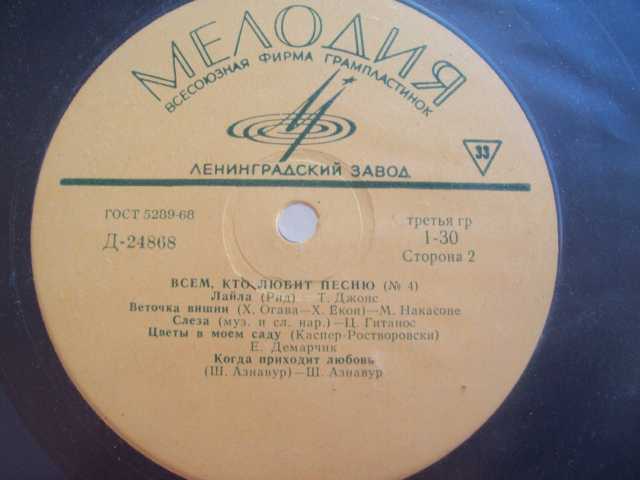 МЕЛОДИЯ
ВСЕСОЮЗНАЯ ФИРМА ГРАМПЛАСТИНОК
33
ЛЕНИНГРАДСКИЙ ЗАВОД
ГОСТ 5289-68
третья гр
Д-24868
1-30
Сторона 2
ВСЕМ, КТО ЛЮБИТ ПЕСНЮ (№ 4)
Лайла (Рид) — Т. Джонс
Веточка вишни (Х. Огава—Х. Екои)—М. Накасоне
Слеза (муз. и сл. нар.)—Ц. Гитанос
Цветы в моем саду (Каспер-Ростворовски)
Е. Демарчик
Когда приходит любовь
(Ш. Азнавур)—Ш. Азнавур